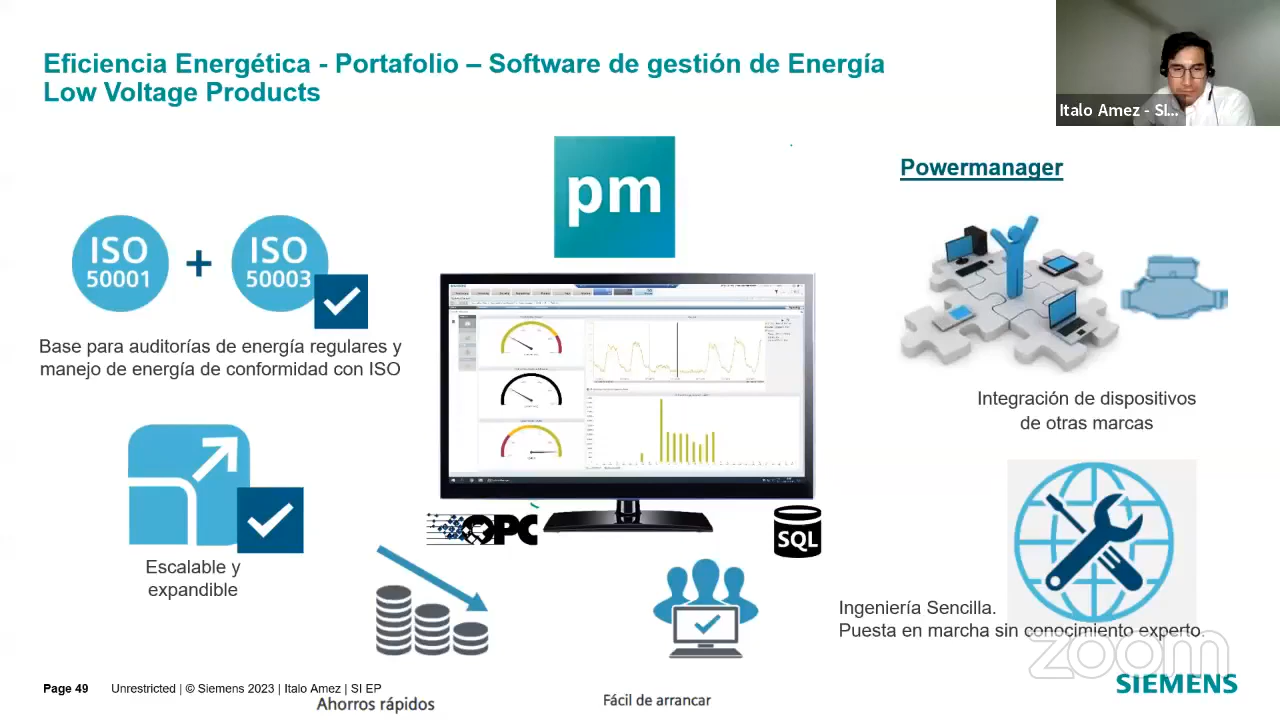 Eficiencia Energética - Portafolio – Software de gestión de Energía
Low Voltage Products
Italo Amez - SI...
pm
Powermanager
ISO
50001
+
ISO
50003
Base para auditorías de energía regulares y
manejo de energía de conformidad con ISO
SIEMENS
Integración de dispositivos
de otras marcas
Escalable y
expandible
OPC
SQL
Ingeniería Sencilla.
Puesta en marcha sin conocimiento experto.
zoom
Page 49
Unrestricted | © Siemens 2023 | Italo Amez | SI EP
SIEMENS
Ahorros rápidos
Fácil de arrancar